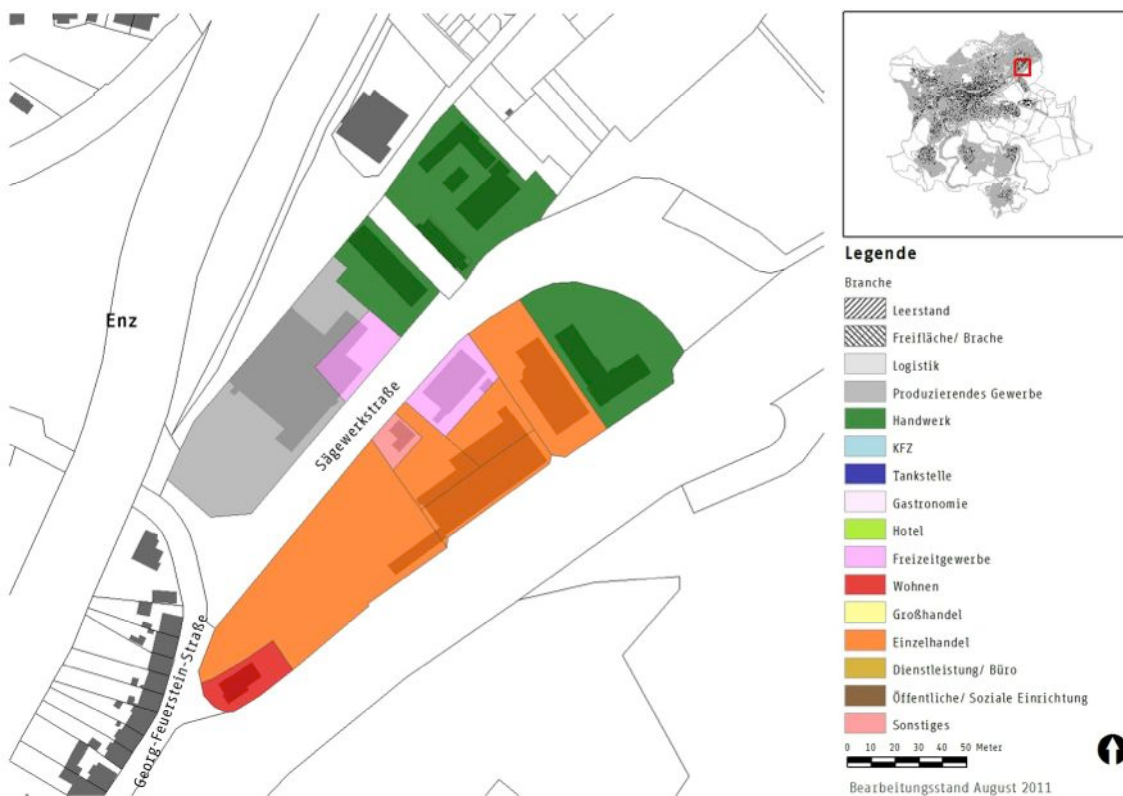 Enz
Sägewerkstraße
Georg-Feuerstein-Straße
Legende
Branche
Leerstand
Freifläche/ Brache
Logistik
Produzierendes Gewerbe
Handwerk
KFZ
Tankstelle
Gastronomie
Hotel
Freizeitgewerbe
Wohnen
Großhandel
Einzelhandel
Dienstleistung/ Büro
Öffentliche/ Soziale Einrichtung
Sonstiges
0 10 20 30 40 50 Meter
Bearbeitungsstand August 2011